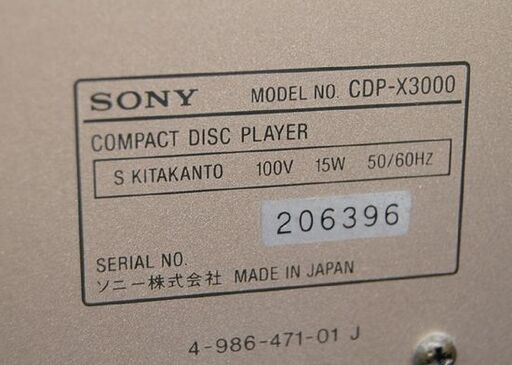 SONY MODEL NO. CDP-X3000
COMPACT DISC PLAYER
S KITAKANTO 100V 15W 50/60HZ
206396
SERIAL NO.
ソニー株式会社 MADE IN JAPAN
4-986-471-01 J